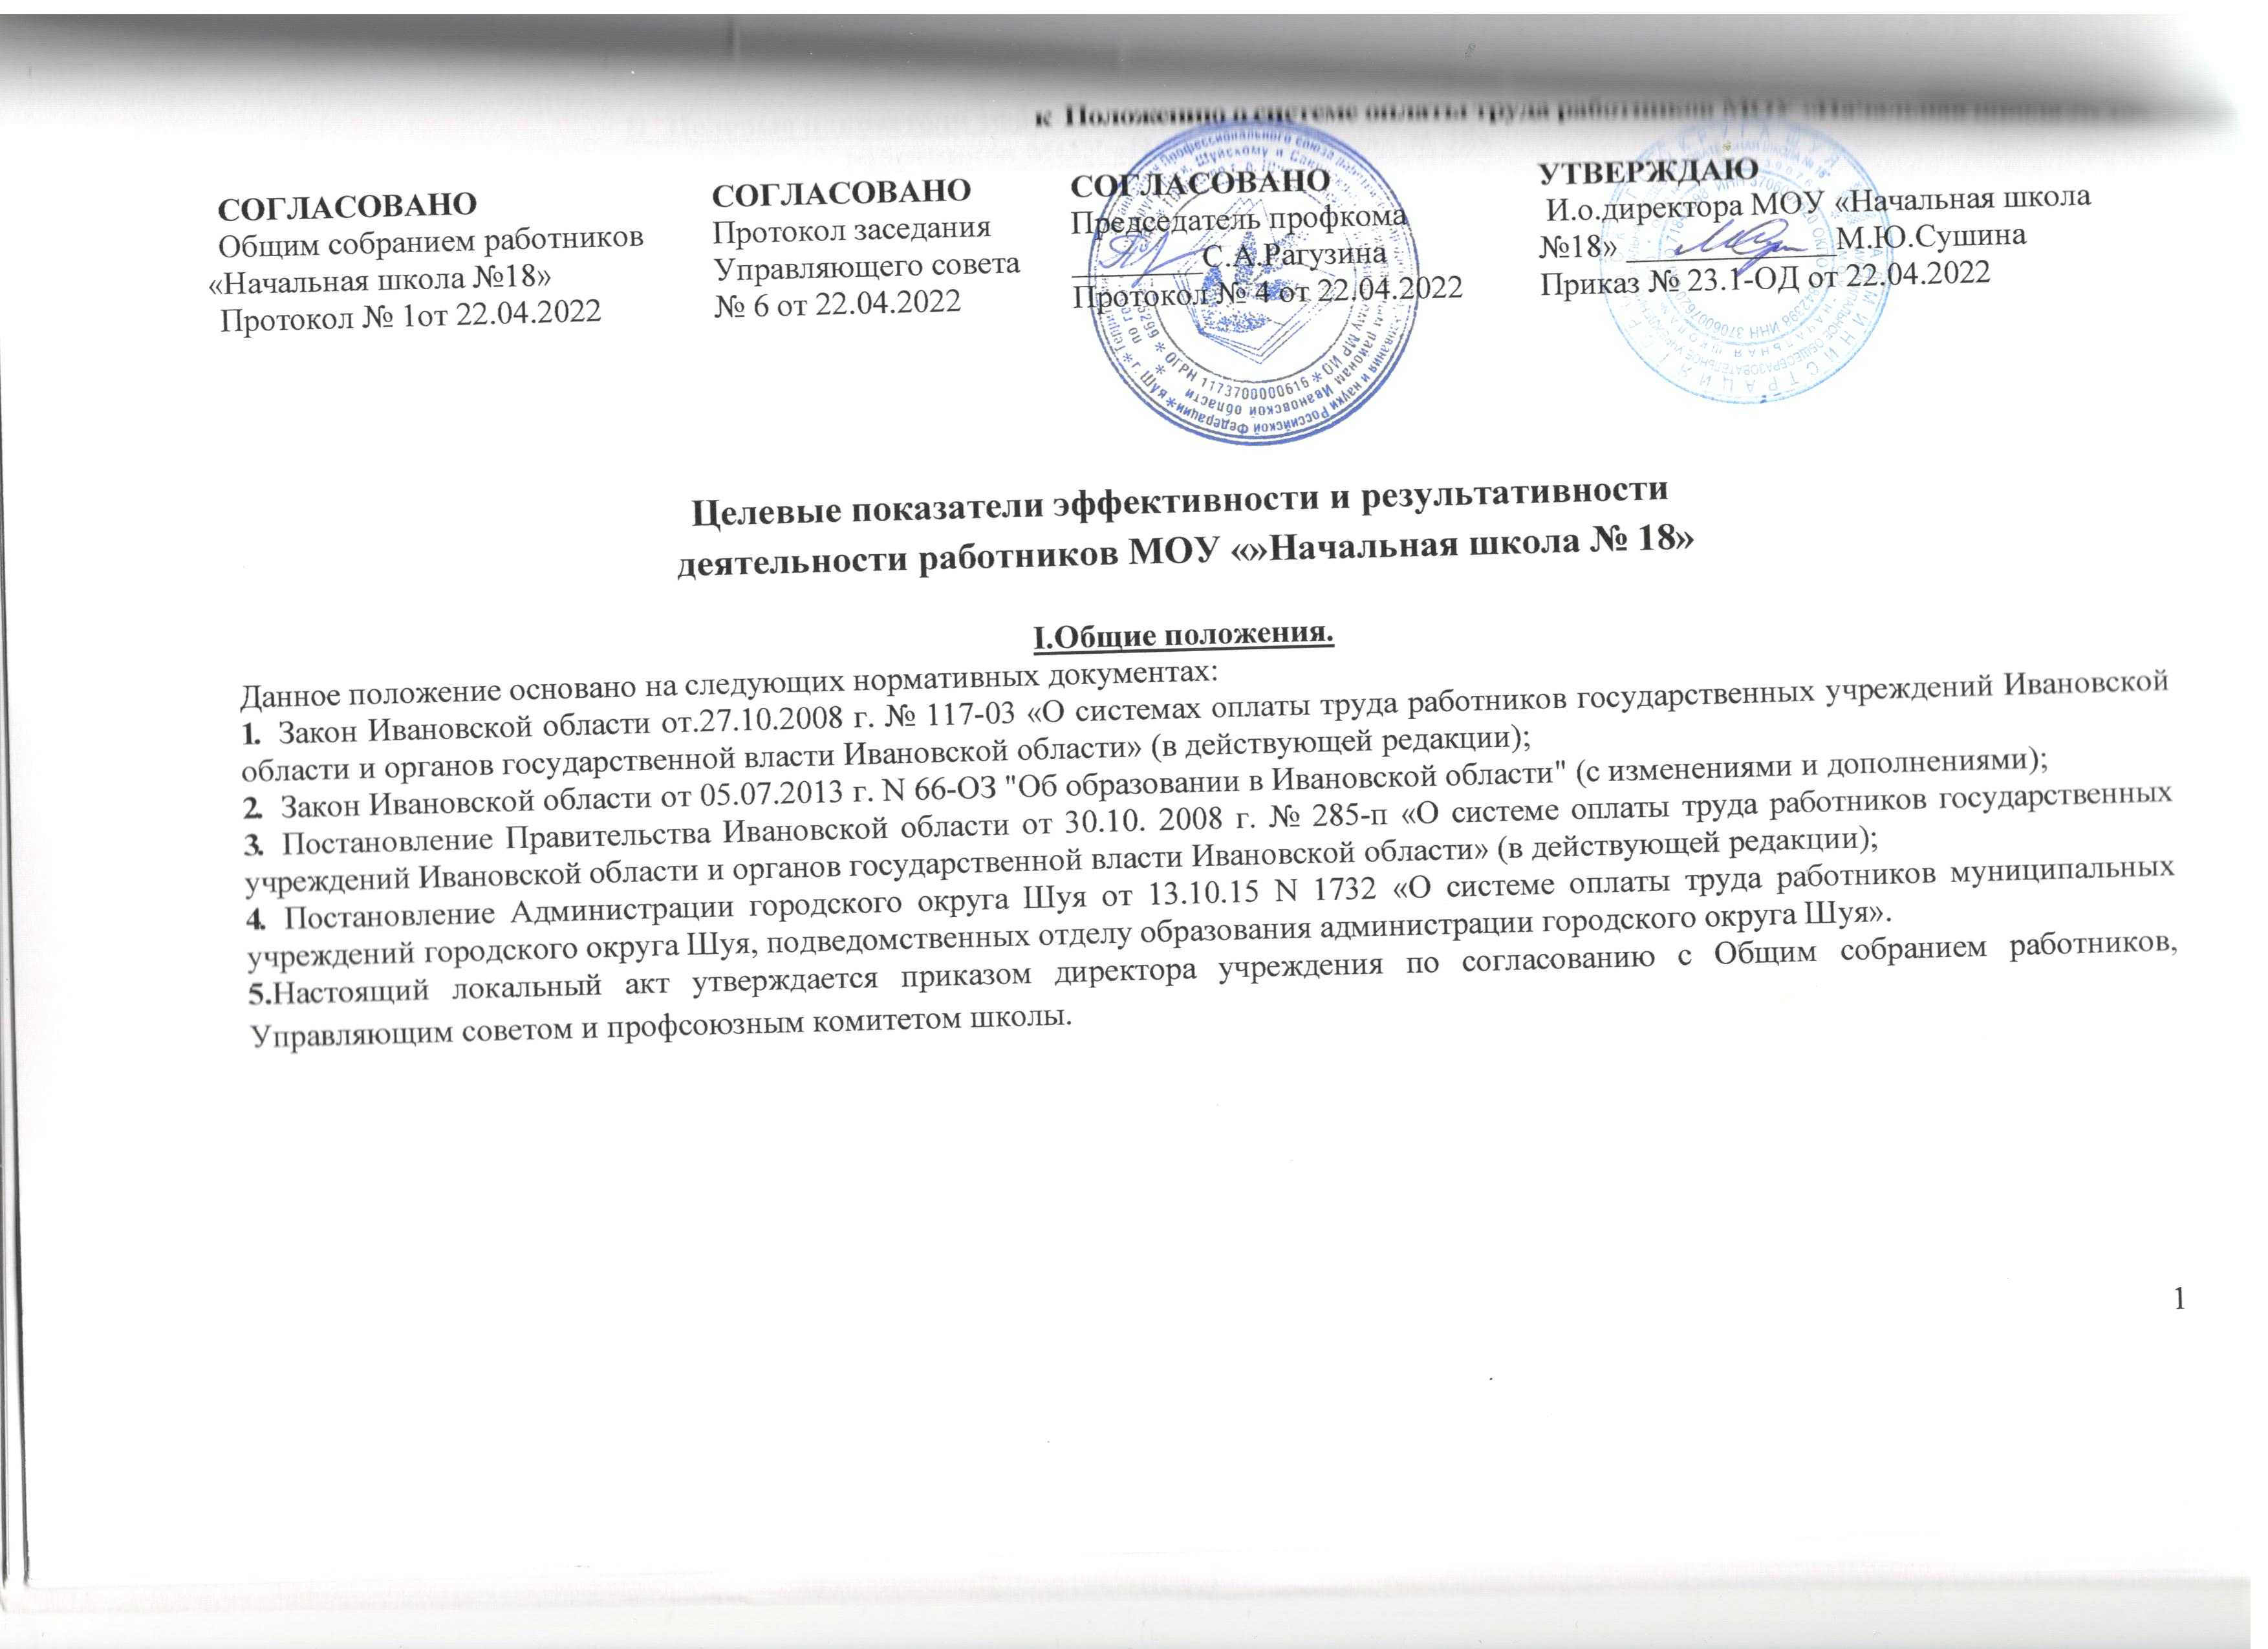 к Положению о системе оплаты труда работников МОУ «Начальная школа
СОГЛАСОВАНО
Общим собранием работников
«Начальная школа №18»
Протокол № 1от 22.04.2022
СОГЛАСОВАНО
Протокол заседания
Управляющего совета
№ 6 от 22.04.2022
СОГЛАСОВАНО
Председатель профкома
С.А.Рагузина
Протокол № 4 от 22.04.2022
УТВЕРЖДАЮ
И.о.директора МОУ «Начальная школа
№18» М.Ю.Сушина
Приказ № 23.1-ОД от 22.04.2022
ОГРН 1173700000616
Ивановской области
г. Шуя
Российской Федерации
АДМИНИСТРАЦИЯ
Целевые показатели эффективности и результативности
деятельности работников МОУ «»Начальная школа № 18»
I.Общие положения.
Данное положение основано на следующих нормативных документах:
1. Закон Ивановской области от.27.10.2008 г. № 117-03 «О системах оплаты труда работников государственных учреждений Ивановской
области и органов государственной власти Ивановской области» (в действующей редакции);
2. Закон Ивановской области от 05.07.2013 г. N 66-ОЗ "Об образовании в Ивановской области" (с изменениями и дополнениями);
3. Постановление Правительства Ивановской области от 30.10. 2008 г. № 285-п «О системе оплаты труда работников государственных
учреждений Ивановской области и органов государственной власти Ивановской области» (в действующей редакции);
4. Постановление Администрации городского округа Шуя от 13.10.15 N 1732 «О системе оплаты труда работников муниципальных
учреждений городского округа Шуя, подведомственных отделу образования администрации городского округа Шуя».
5.Настоящий локальный акт утверждается приказом директора учреждения по согласованию с Общим собранием работников,
Управляющим советом и профсоюзным комитетом школы.
1